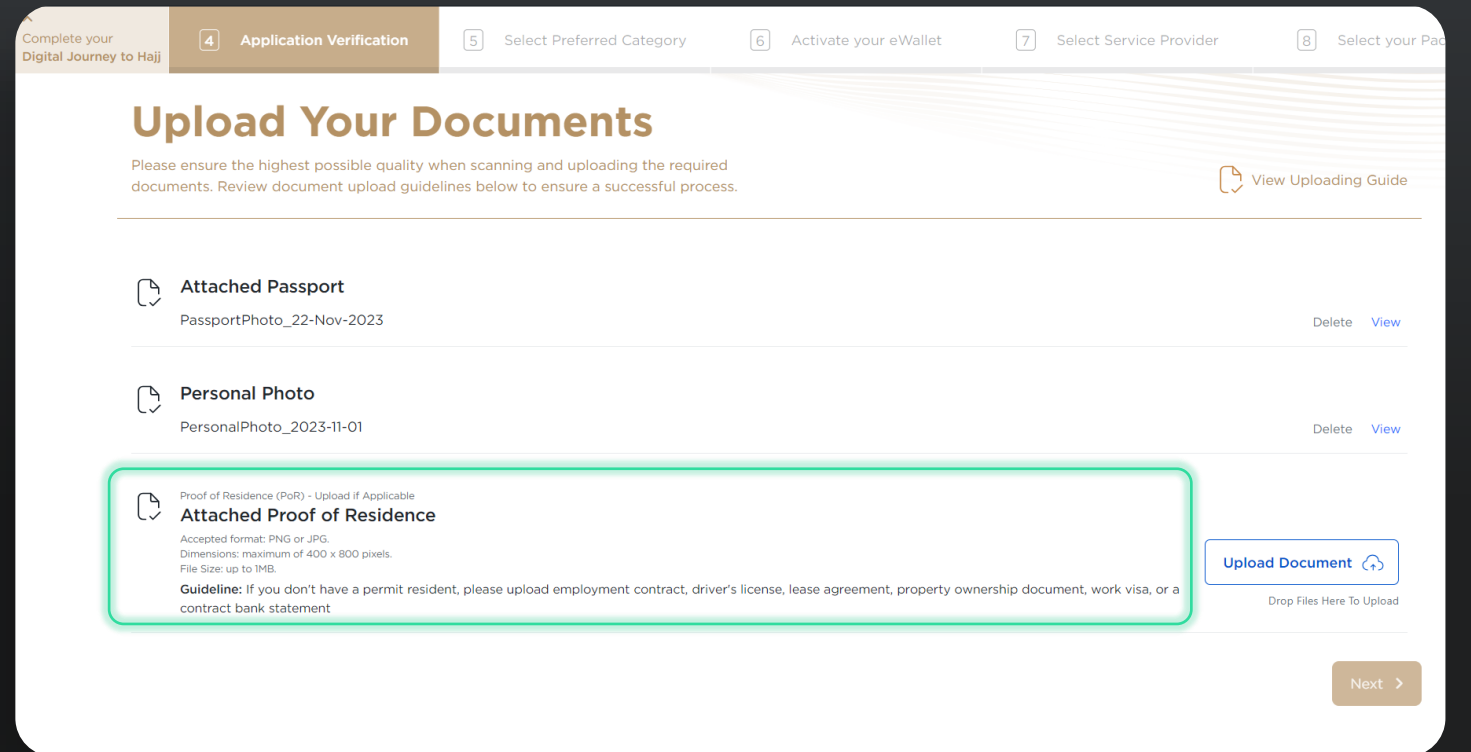 Complete your
Digital Journey to Hajj
4 Application Verification
5 Select Preferred Category
6 Activate your eWallet
7 Select Service Provider
8 Select your Pac
Upload Your Documents
Please ensure the highest possible quality when scanning and uploading the required
documents. Review document upload guidelines below to ensure a successful process.
View Uploading Guide
Attached Passport
PassportPhoto_22-Nov-2023
Delete View
Personal Photo
PersonalPhoto_2023-11-01
Delete View
Proof of Residence (PoR) - Upload if Applicable
Attached Proof of Residence
Accepted format: PNG or JPG.
Dimensions: maximum of 400 x 800 pixels.
File Size: up to 1MB.
Guideline: If you don't have a permit resident, please upload employment contract, driver's license, lease agreement, property ownership document, work visa, or a
contract bank statement
Upload Document
Drop Files Here To Upload
Next